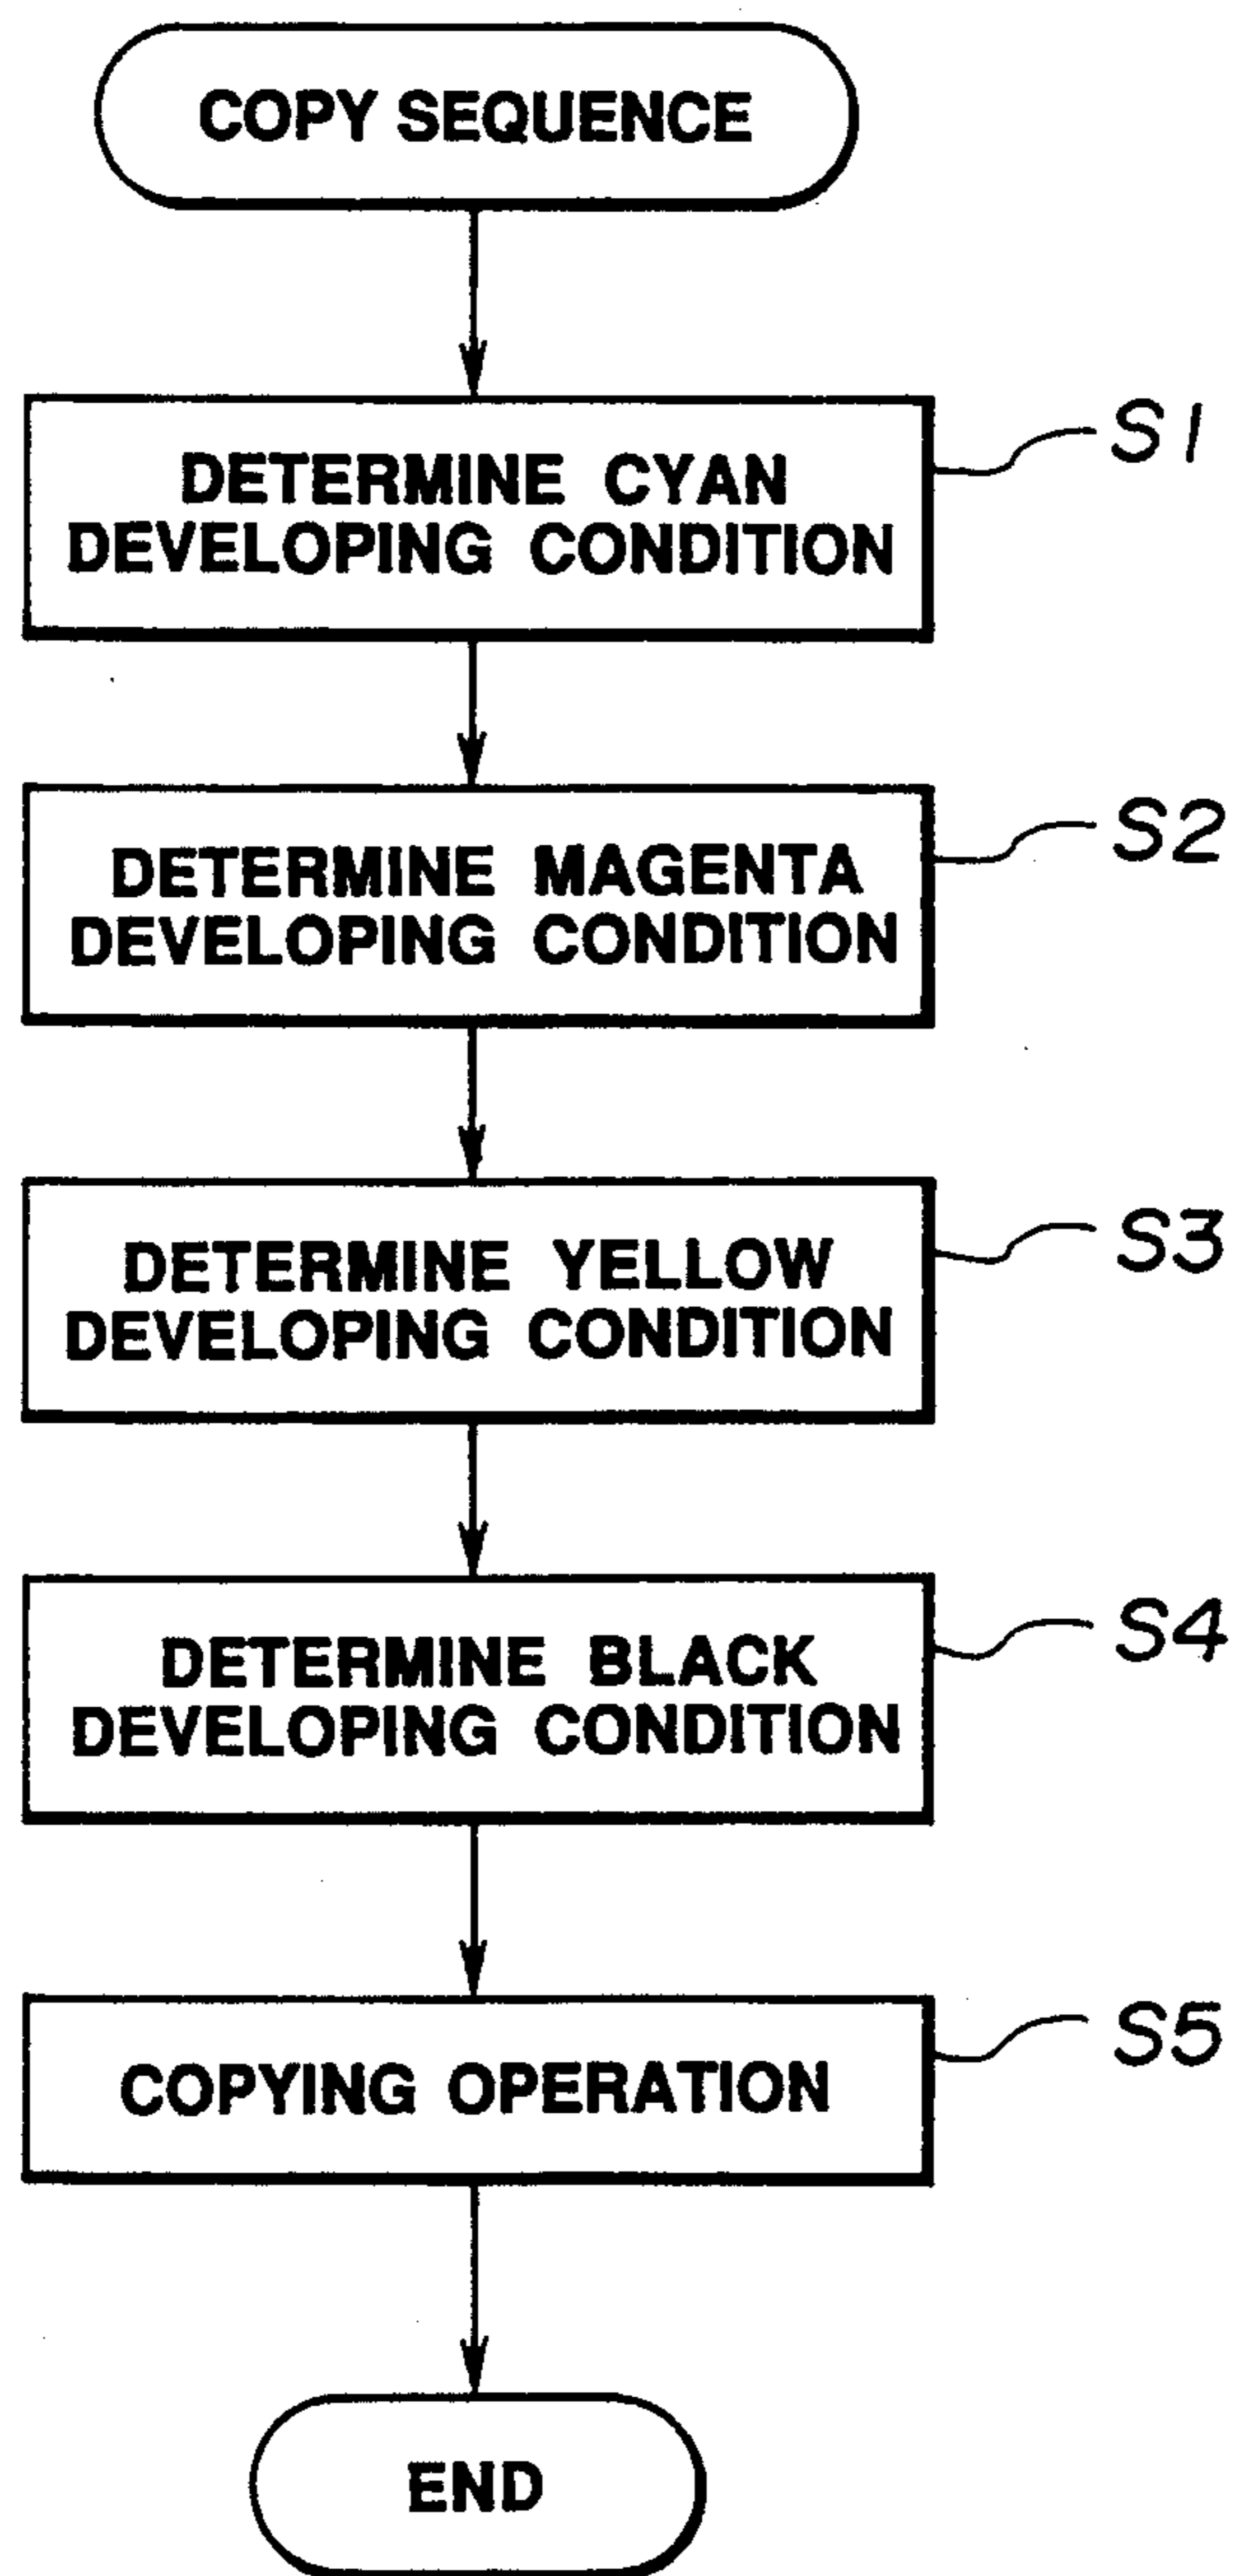 COPY SEQUENCE
DETERMINE CYAN
DEVELOPING CONDITION
S1
DETERMINE MAGENTA
DEVELOPING CONDITION
S2
DETERMINE YELLOW
DEVELOPING CONDITION
S3
DETERMINE BLACK
DEVELOPING CONDITION
S4
COPYING OPERATION
S5
END